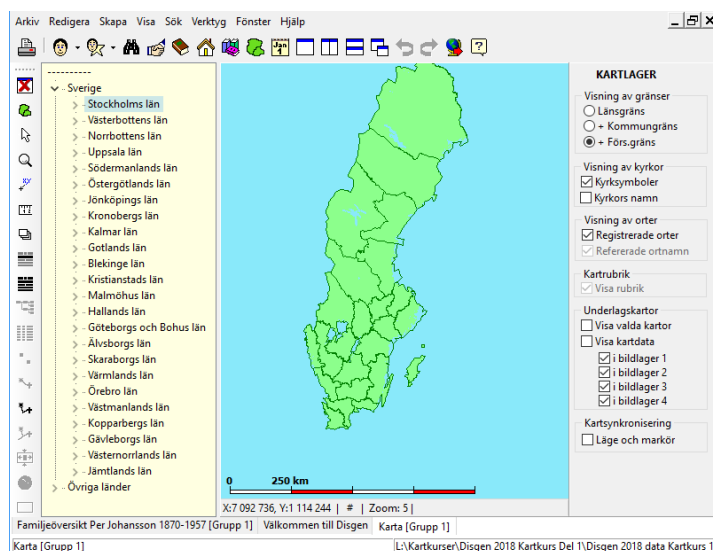 Arkiv Redigera Skapa Visa Sök Verktyg Fönster Hjälp
Jan
1
----------
Sverige
Stockholms län
Västerbottens län
Norrbottens län
Uppsala län
Södermanlands län
Östergötlands län
Jönköpings län
Kronobergs län
Kalmar län
Gotlands län
Blekinge län
Kristianstads län
Malmöhus län
Hallands län
Göteborgs och Bohus län
Älvsborgs län
Skaraborgs län
Värmlands län
Örebro län
Västmanlands län
Kopparbergs län
Gävleborgs län
Västernorrlands län
Jämtlands län
Övriga länder
0 250 km
X:7 092 736, Y:1 114 244 | # | Zoom: 5 |
KARTLAGER
Visning av gränser
Länsgräns
+ Kommungräns
+ Förs.gräns
Visning av kyrkor
Kyrksymboler
Kyrkors namn
Visning av orter
Registrerade orter
Refererade ortnamn
Kartrubrik
Visa rubrik
Underlagskartor
Visa valda kartor
Visa kartdata
i bildlager 1
i bildlager 2
i bildlager 3
i bildlager 4
Kartsynkronisering
Läge och markör
Familjeöversikt Per Johansson 1870-1957 [Grupp 1] Välkommen till Disgen Karta [Grupp 1]
Karta [Grupp 1] L:\Kartkurser\Disgen 2018 Kartkurs Del 1\Disgen 2018 data Kartkurs 1